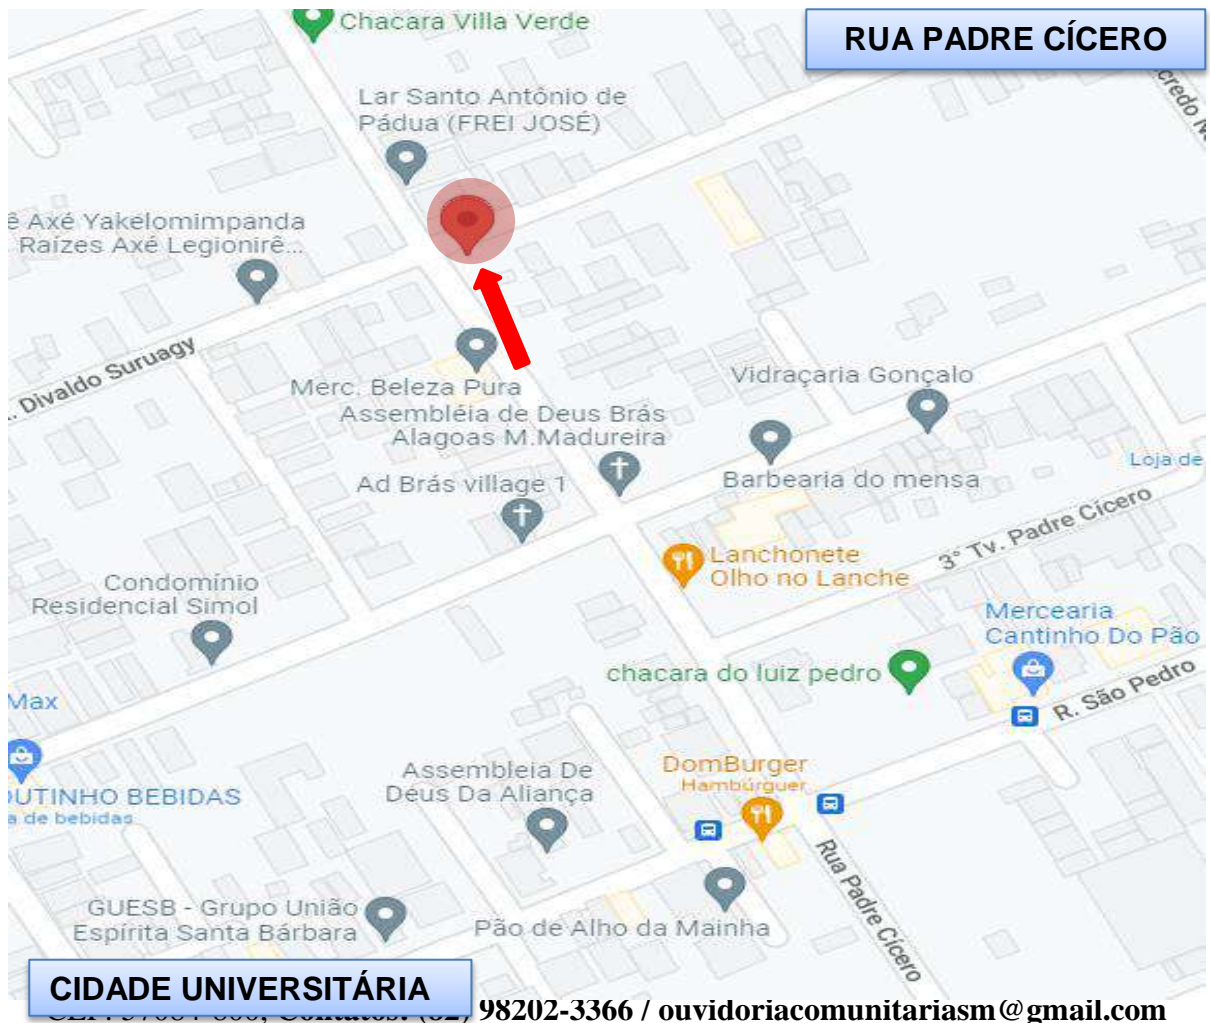 Chacara Villa Verde
RUA PADRE CÍCERO
credo
Lar Santo Antônio de
Pádua (FREI JOSÉ)
ê Axé Yakelomimpanda
Raízes Axé Legionirê...
. Divaldo Suruagy
Merc. Beleza Pura
Assembléia de Deus Brás
Alagoas M.Madureira
Vidraçaria Gonçalo
Ad Brás village 1
Barbearia do mensa
Loja de
3° Tv. Padre Cícero
Lanchonete
Olho no Lanche
Condomínio
Residencial Simol
Mercearia
Cantinho Do Pão
chacara do luiz pedro
R. São Pedro
Max
OUTINHO BEBIDAS
a de bebidas
Assembleia De
Deus Da Aliança
DomBurger
Hambúrguer
Rua Padre Cícero
GUESB - Grupo União
Espírita Santa Bárbara
Pão de Alho da Mainha
CIDADE UNIVERSITÁRIA
98202-3366 / ouvidoriacomunitariasm@gmail.com